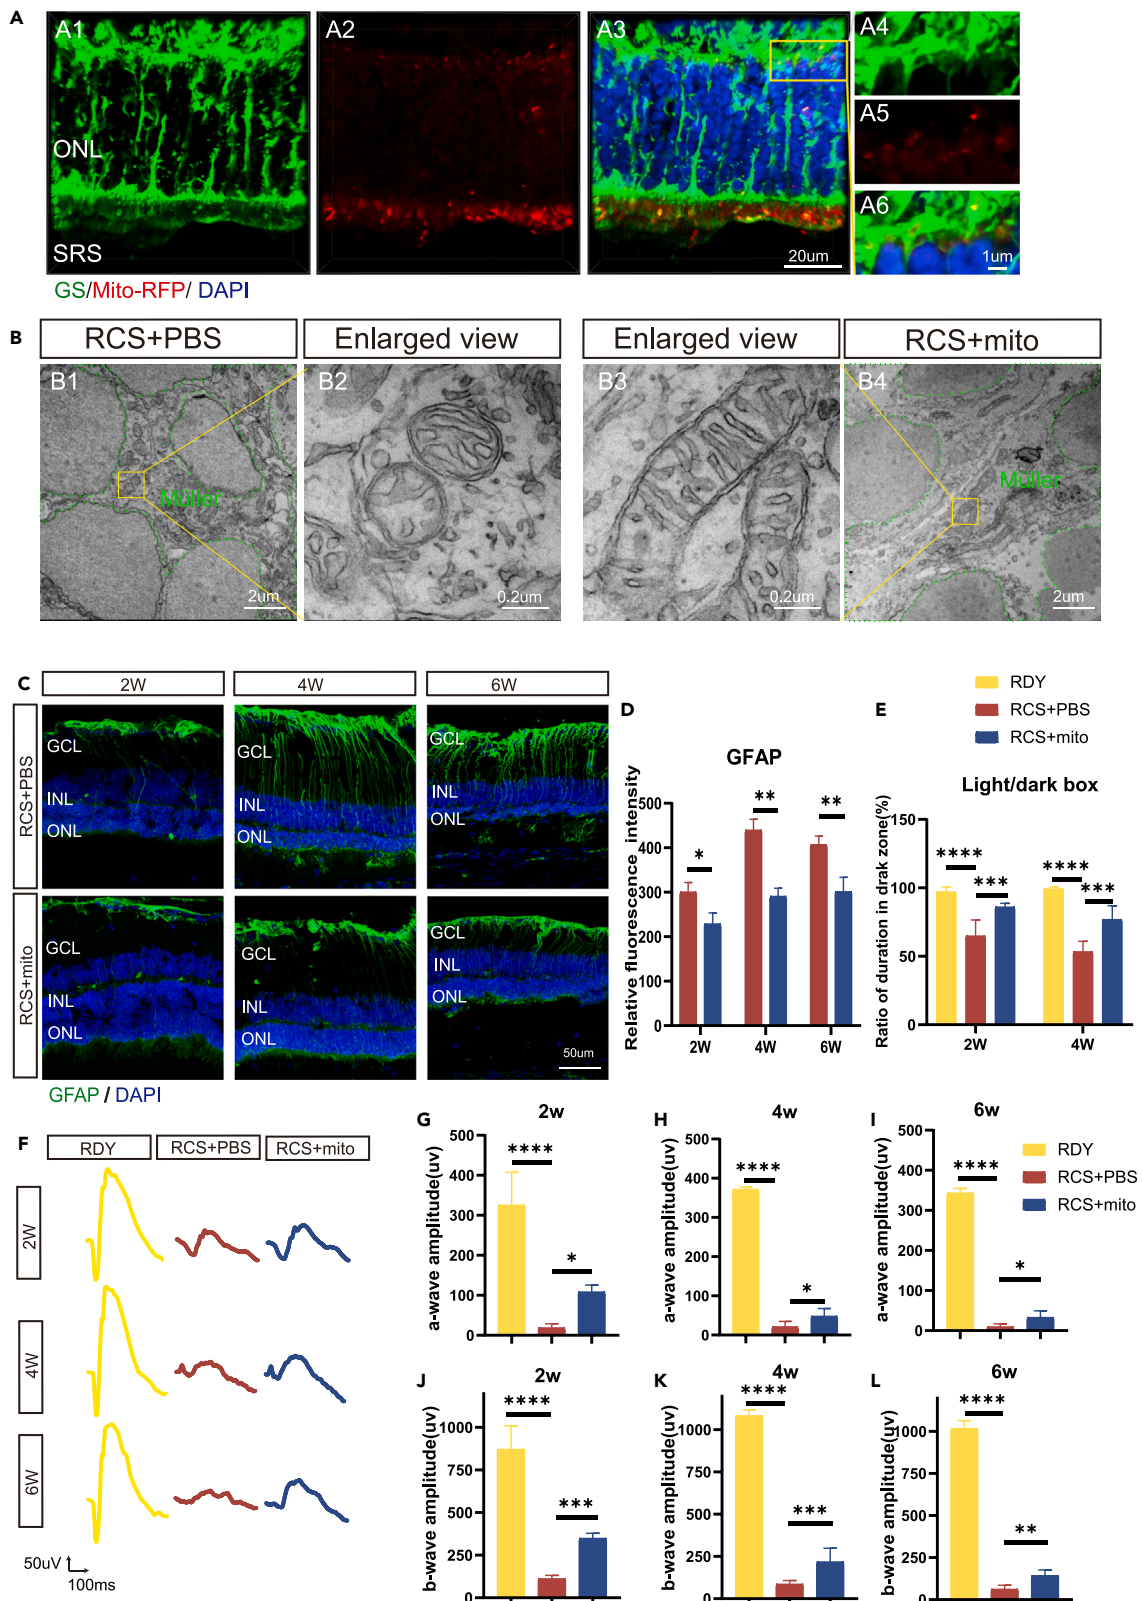 A
A1
A2
A3
A4
ONL
A5
A6
SRS
20um
1um
GS/Mito-RFP/ DAPI
B
RCS+PBS
Enlarged view
Enlarged view
RCS+mito
B1
B2
B3
B4
Müller
Müller
2um
0.2um
0.2um
2um
C
2W
4W
6W
RCS+PBS
GCL
INL
ONL
GCL
INL
ONL
GCL
INL
ONL
RCS+mito
GCL
INL
ONL
GCL
INL
ONL
GCL
INL
ONL
50um
GFAP / DAPI
RDY
RCS+PBS
RCS+mito
D
GFAP
Relative fluorescence intensity
500
400
300
200
100
0
*
**
**
2W
4W
6W
E
Light/dark box
Ratio of duration in drak zone(%)
150
100
50
0
****
***
****
***
2W
4W
F
RDY
RCS+PBS
RCS+mito
2W
4W
6W
50uV
100ms
G
2w
a-wave amplitude(uv)
500
400
300
200
100
0
****
*
H
4w
a-wave amplitude(uv)
500
400
300
200
100
0
****
*
I
6w
a-wave amplitude(uv)
500
400
300
200
100
0
****
*
RDY
RCS+PBS
RCS+mito
J
2w
b-wave amplitude(uv)
1000
750
500
250
0
****
***
K
4w
b-wave amplitude(uv)
1000
750
500
250
0
****
***
L
6w
b-wave amplitude(uv)
1000
750
500
250
0
****
**